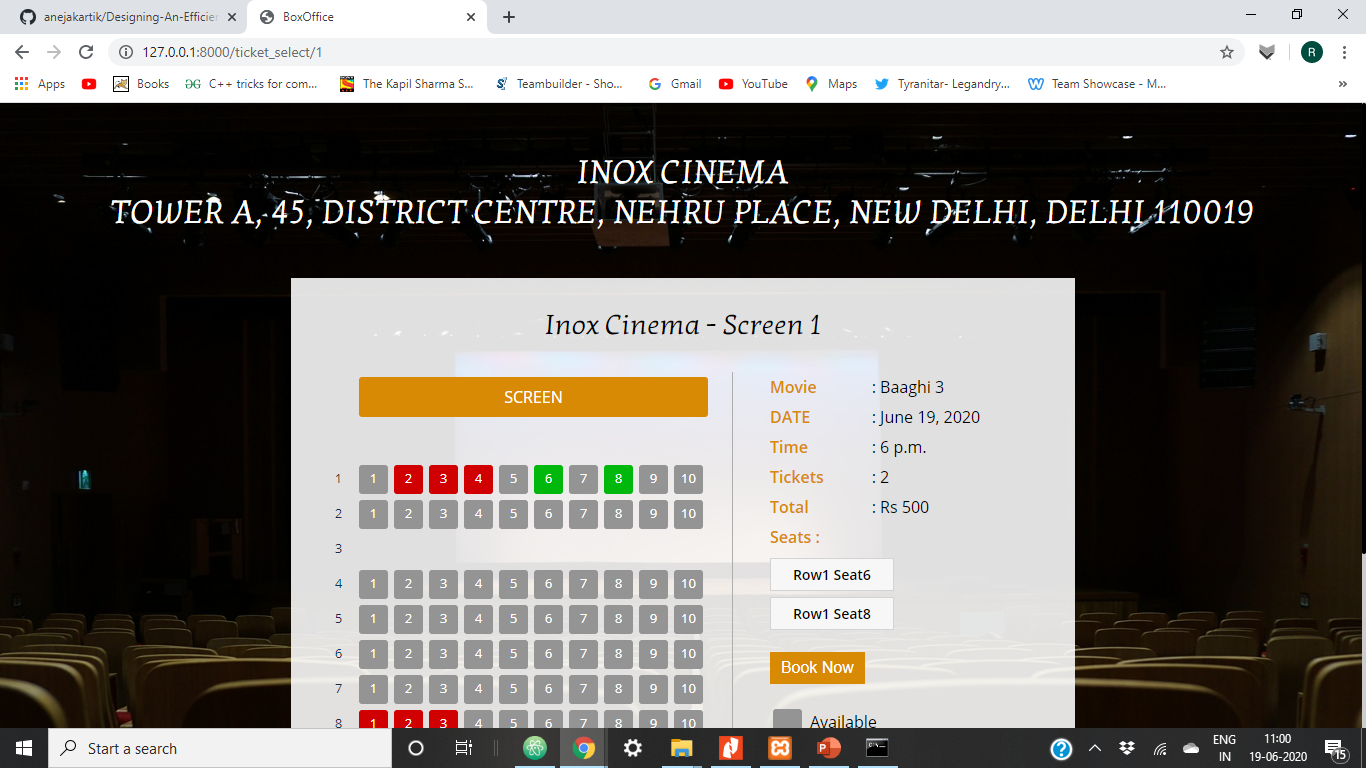 anejakartik/Designing-An-Efficien
BoxOffice
127.0.0.1:8000/ticket_select/1
R
Apps
Books
C++ tricks for com...
The Kapil Sharma S...
Teambuilder - Sho...
Gmail
YouTube
Maps
Tyranitar- Legandry...
Team Showcase - M...
INOX CINEMA
TOWER A, 45, DISTRICT CENTRE, NEHRU PLACE, NEW DELHI, DELHI 110019
Inox Cinema - Screen 1
SCREEN
1 1 2 3 4 5 6 7 8 9 10
2 1 2 3 4 5 6 7 8 9 10
3
4 1 2 3 4 5 6 7 8 9 10
5 1 2 3 4 5 6 7 8 9 10
6 1 2 3 4 5 6 7 8 9 10
7 1 2 3 4 5 6 7 8 9 10
8 1 2 3 4 5 6 7 8 9 10
Movie : Baaghi 3
DATE : June 19, 2020
Time : 6 p.m.
Tickets : 2
Total : Rs 500
Seats :
Row1 Seat6
Row1 Seat8
Book Now
Available
Start a search
ENG
IN
11:00
19-06-2020
15